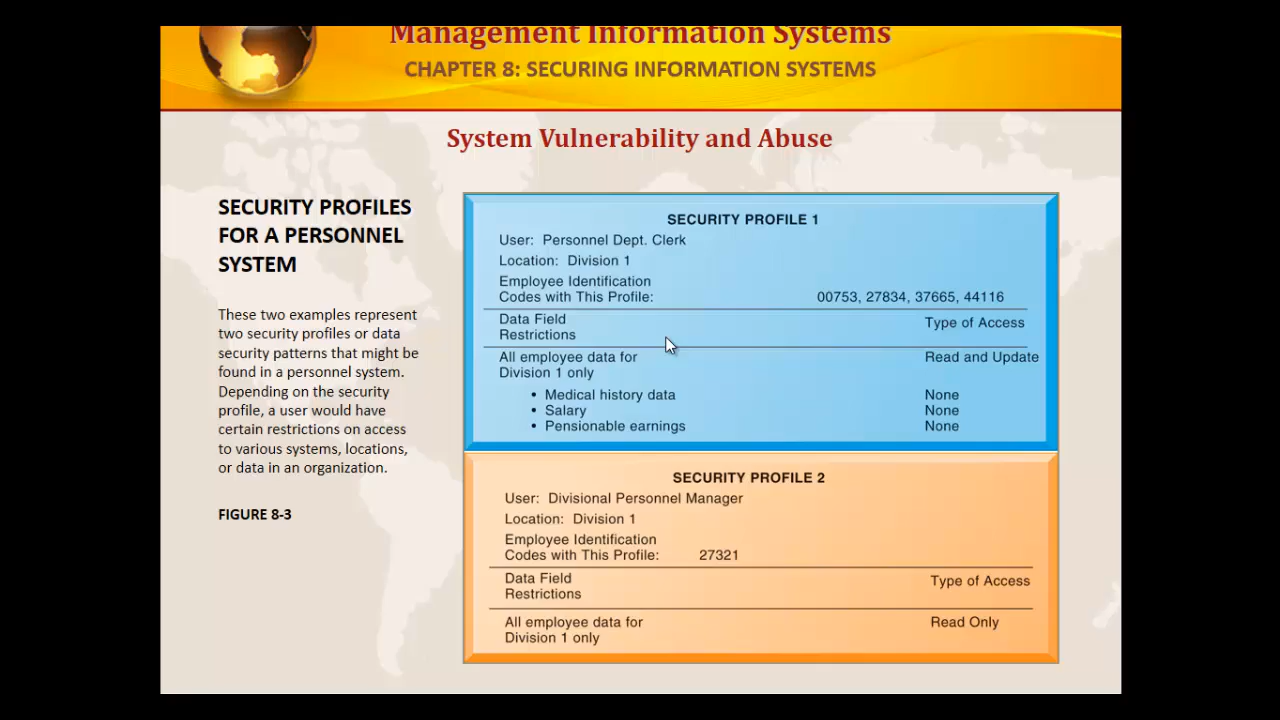 Management Information Systems
CHAPTER 8: SECURING INFORMATION SYSTEMS
System Vulnerability and Abuse
SECURITY PROFILES
FOR A PERSONNEL
SYSTEM
These two examples represent
two security profiles or data
security patterns that might be
found in a personnel system.
Depending on the security
profile, a user would have
certain restrictions on access
to various systems, locations,
or data in an organization.
FIGURE 8-3
SECURITY PROFILE 1
User: Personnel Dept. Clerk
Location: Division 1
Employee Identification
Codes with This Profile: 00753, 27834, 37665, 44116
Data Field
Restrictions
Type of Access
All employee data for
Division 1 only
Read and Update
• Medical history data None
• Salary None
• Pensionable earnings None
SECURITY PROFILE 2
User: Divisional Personnel Manager
Location: Division 1
Employee Identification
Codes with This Profile: 27321
Data Field
Restrictions
Type of Access
All employee data for
Division 1 only
Read Only